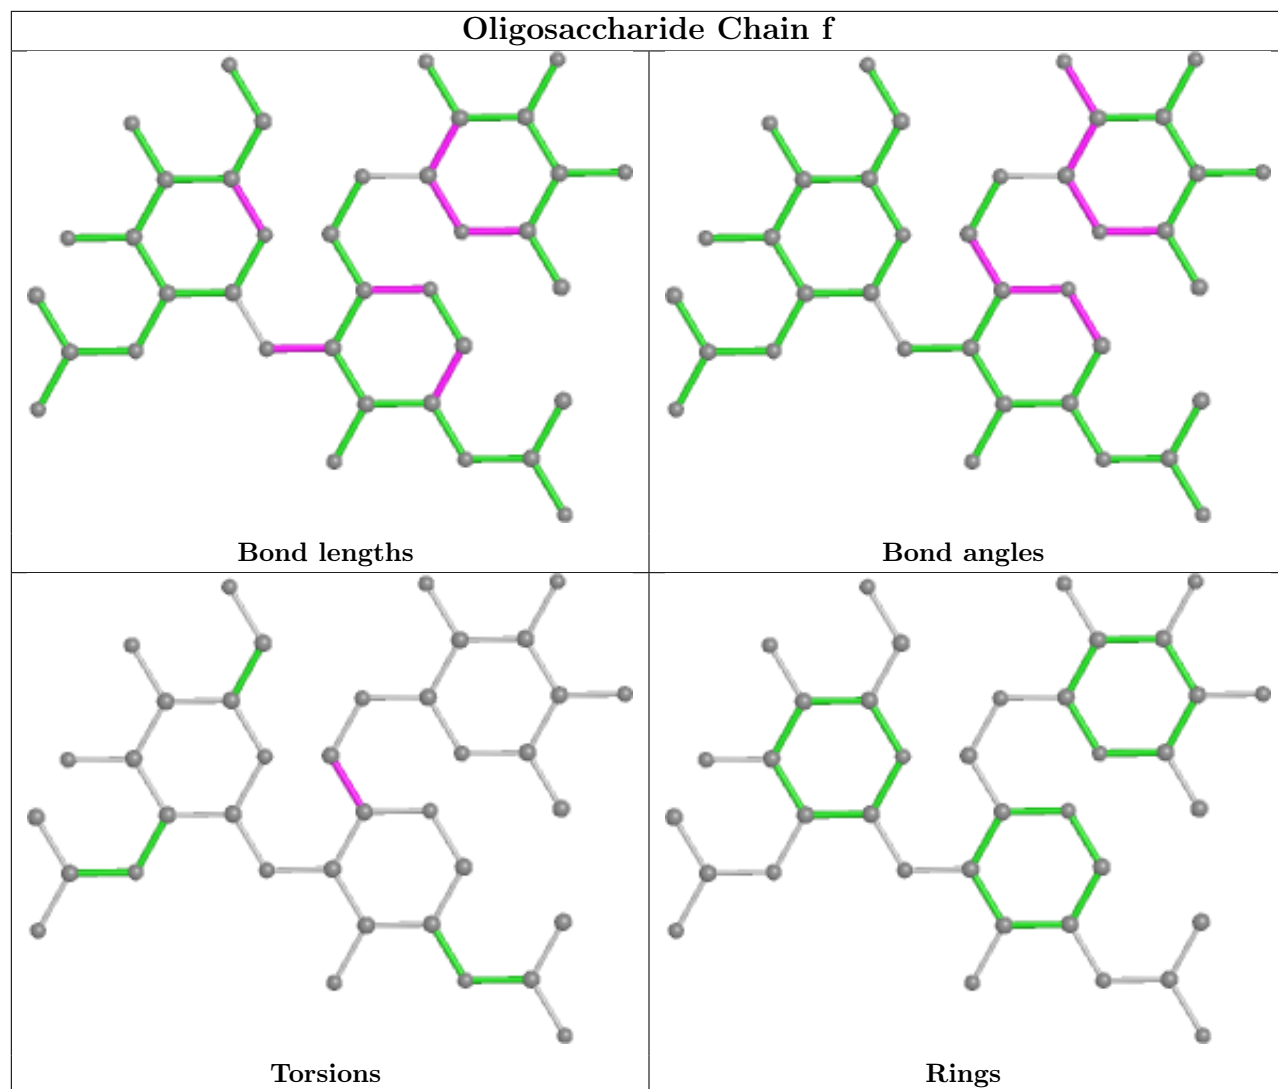 Oligosaccharide Chain f
Bond lengths
Bond angles
Torsions
Rings